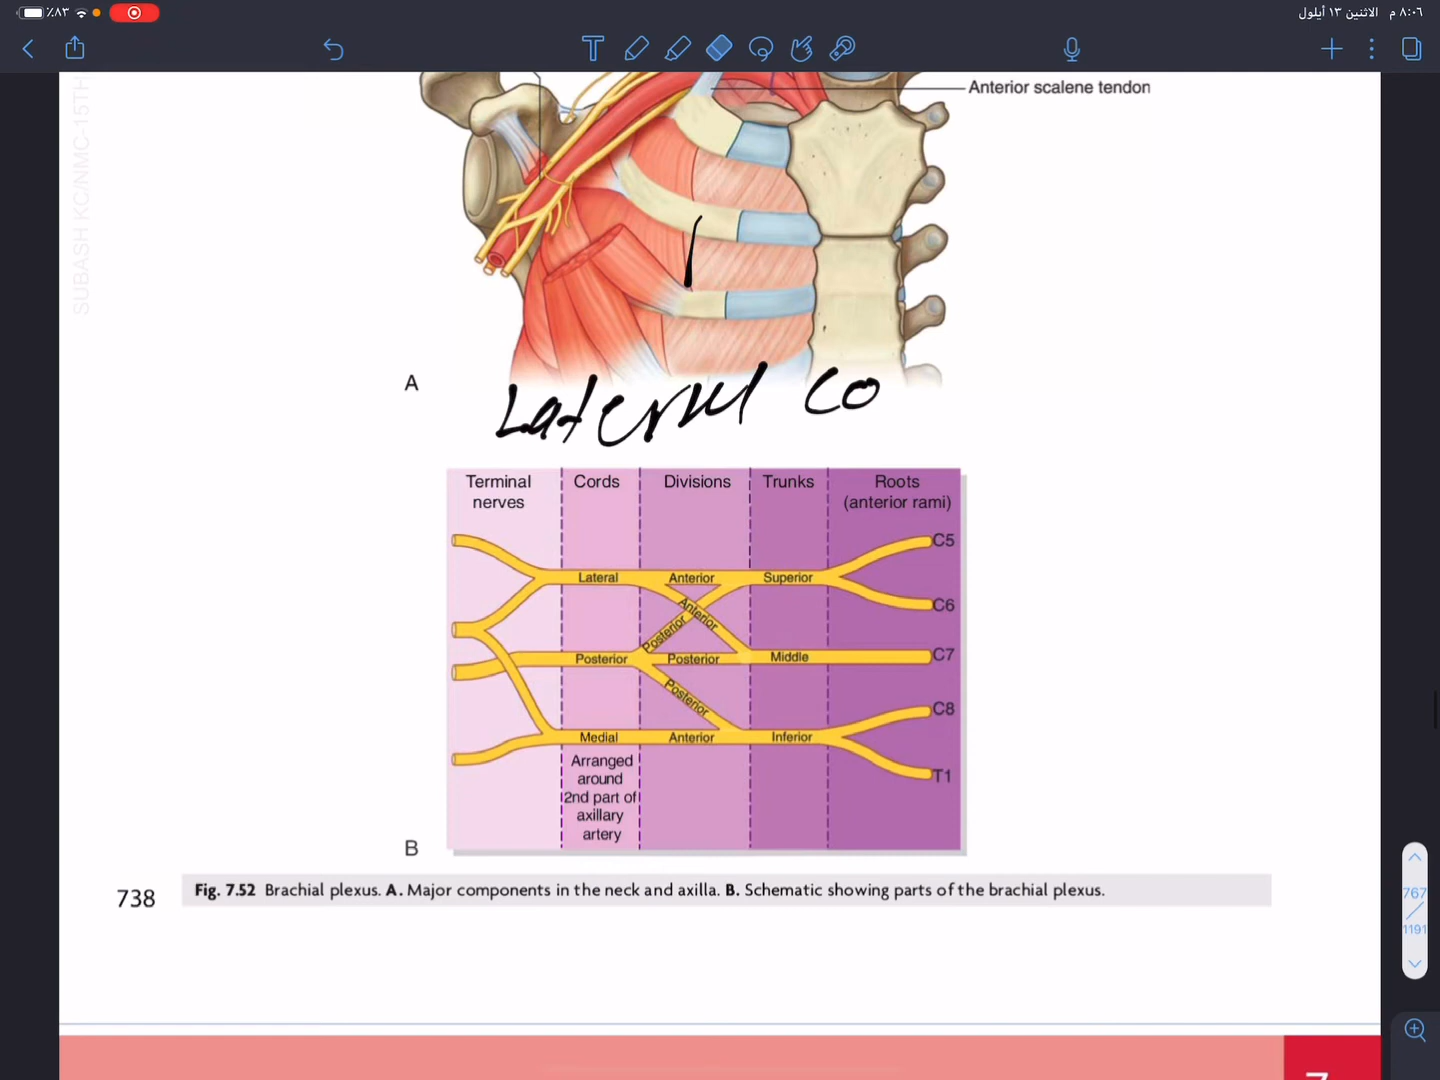 ٪٨٣
٨:٠٦ م الاثنين ١٣ أيلول
SUBASH KC/NMC-15TH
Anterior scalene tendon
A
Lateral Co
Terminal nerves
Cords
Divisions
Trunks
Roots (anterior rami)
C5
Lateral
Anterior
Superior
Anterior
C6
Posterior
C7
Posterior
Posterior
Middle
Posterior
C8
Medial
Anterior
Inferior
T1
Arranged
around
2nd part of
axillary
artery
B
738
Fig. 7.52 Brachial plexus. A. Major components in the neck and axilla. B. Schematic showing parts of the brachial plexus.
767
1191